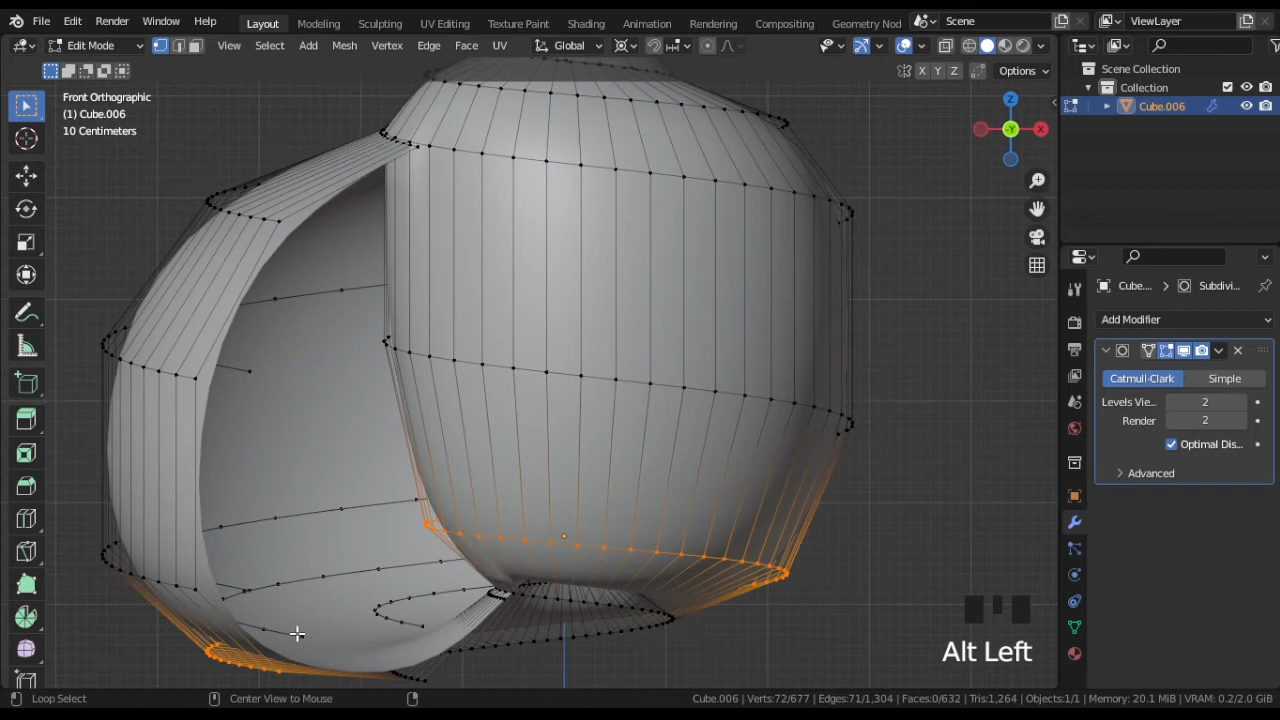 File Edit Render Window Help Layout Modeling Sculpting UV Editing Texture Paint Shading Animation Rendering Compositing Geometry Nod Scene ViewLayer
Edit Mode View Select Add Mesh Vertex Edge Face UV Global
X Y Z Options
Scene Collection
Collection
Cube.006
Front Orthographic
(1) Cube.006
10 Centimeters
Z
-Y
X
Cube.... > Subdivi...
Add Modifier
Catmull-Clark Simple
Levels Vie... 2
Render 2
Optimal Dis...
Advanced
Alt Left
Loop Select Center View to Mouse Scene Collection | Cube.006 | Verts:72/677 | Edges:71/1,304 | Faces:0/632 | Tris:1,264 | Objects:1/1 | Memory: 20.1 MiB | VRAM: 0.2/2.0 GiB